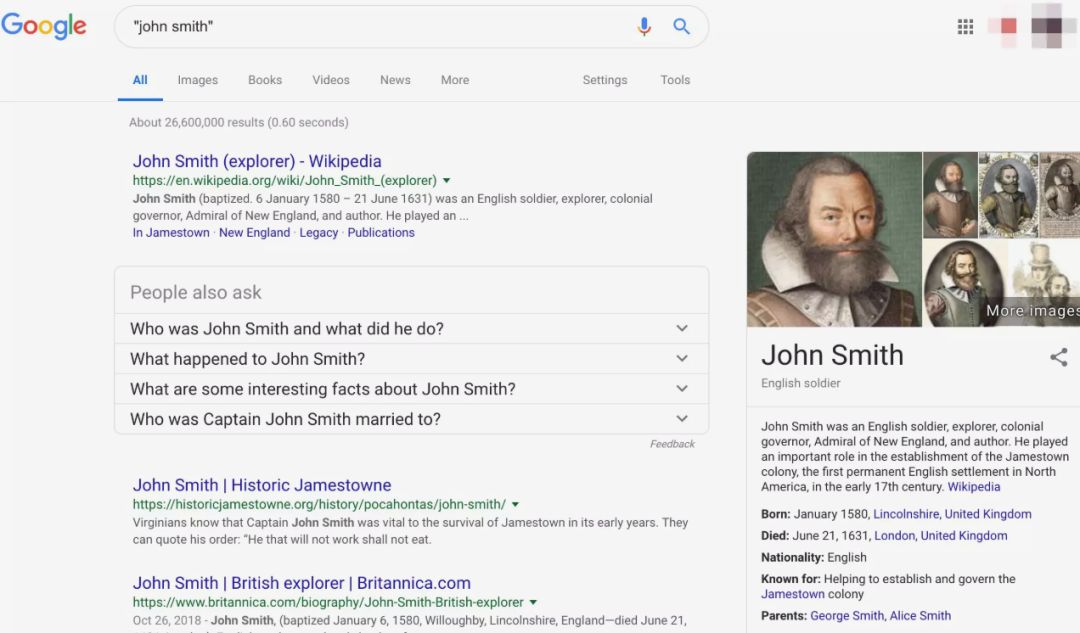 Google
"john smith"
All Images Books Videos News More Settings Tools
About 26,600,000 results (0.60 seconds)
John Smith (explorer) - Wikipedia
https://en.wikipedia.org/wiki/John_Smith_(explorer)
John Smith (baptized. 6 January 1580 – 21 June 1631) was an English soldier, explorer, colonial
governor, Admiral of New England, and author. He played an ...
In Jamestown · New England · Legacy · Publications
People also ask
Who was John Smith and what did he do?
What happened to John Smith?
What are some interesting facts about John Smith?
Who was Captain John Smith married to?
Feedback
John Smith | Historic Jamestowne
https://historicjamestowne.org/history/pocahontas/john-smith/
Virginians know that Captain John Smith was vital to the survival of Jamestown in its early years. They
can quote his order: “He that will not work shall not eat.
John Smith | British explorer | Britannica.com
https://www.britannica.com/biography/John-Smith-British-explorer
Oct 26, 2018 - John Smith, (baptized January 6, 1580, Willoughby, Lincolnshire, England—died June 21,
More images
John Smith
English soldier
John Smith was an English soldier, explorer, colonial
governor, Admiral of New England, and author. He played
an important role in the establishment of the Jamestown
colony, the first permanent English settlement in North
America, in the early 17th century. Wikipedia
Born: January 1580, Lincolnshire, United Kingdom
Died: June 21, 1631, London, United Kingdom
Nationality: English
Known for: Helping to establish and govern the
Jamestown colony
Parents: George Smith, Alice Smith